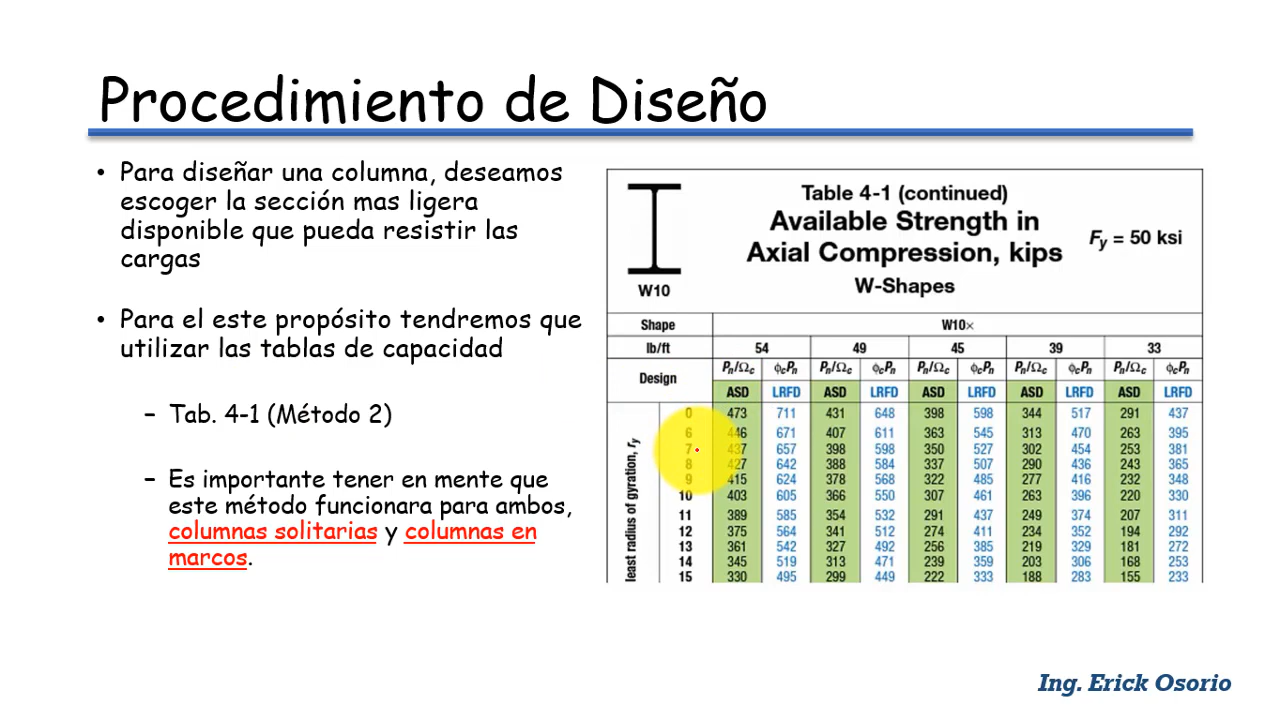 Procedimiento de Diseño
• Para diseñar una columna, deseamos
escoger la sección mas ligera
disponible que pueda resistir las
cargas
• Para el este propósito tendremos que
utilizar las tablas de capacidad
– Tab. 4-1 (Método 2)
– Es importante tener en mente que
este método funcionara para ambos,
columnas solitarias y columnas en
marcos.
Table 4-1 (continued)
Available Strength in
Axial Compression, kips
W-Shapes
Fy = 50 ksi
W10
Shape W10×
lb/ft 54 49 45 39 33
Design Pn/Ωc ϕcPn Pn/Ωc ϕcPn Pn/Ωc ϕcPn Pn/Ωc ϕcPn Pn/Ωc ϕcPn
ASD LRFD ASD LRFD ASD LRFD ASD LRFD ASD LRFD
least radius of gyration, ry
0 473 711 431 648 398 598 344 517 291 437
6 446 671 407 611 363 545 313 470 263 395
7 437 657 398 598 350 527 302 454 253 381
8 427 642 388 584 337 507 290 436 243 365
9 415 624 378 568 322 485 277 416 232 348
10 403 605 366 550 307 461 263 396 220 330
11 389 585 354 532 291 437 249 374 207 311
12 375 564 341 512 274 411 234 352 194 292
13 361 542 327 492 256 385 219 329 181 272
14 345 519 313 471 239 359 203 306 168 253
15 330 495 299 449 222 333 188 283 155 233
Ing. Erick Osorio